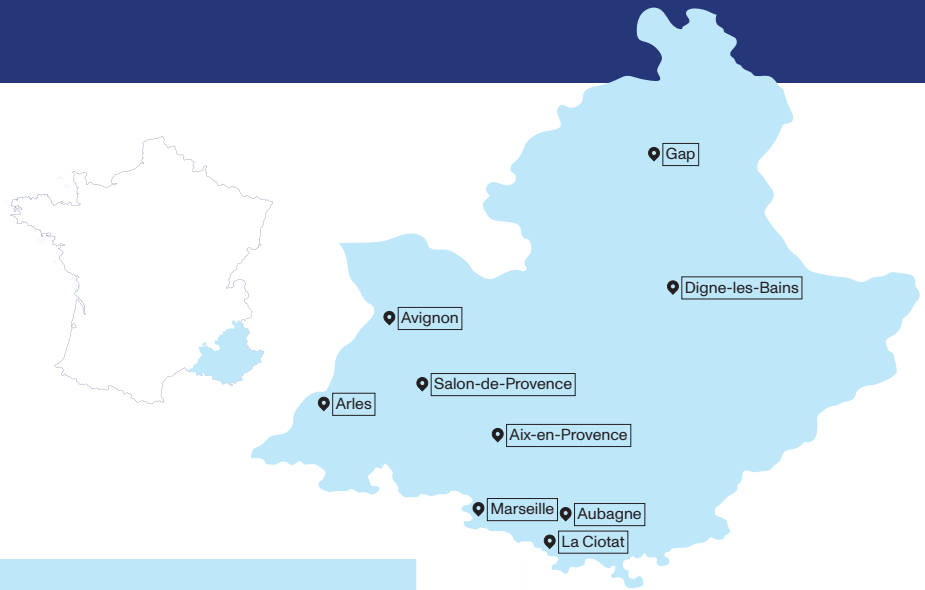 Gap
Digne-les-Bains
Avignon
Salon-de-Provence
Arles
Aix-en-Provence
Marseille
Aubagne
La Ciotat